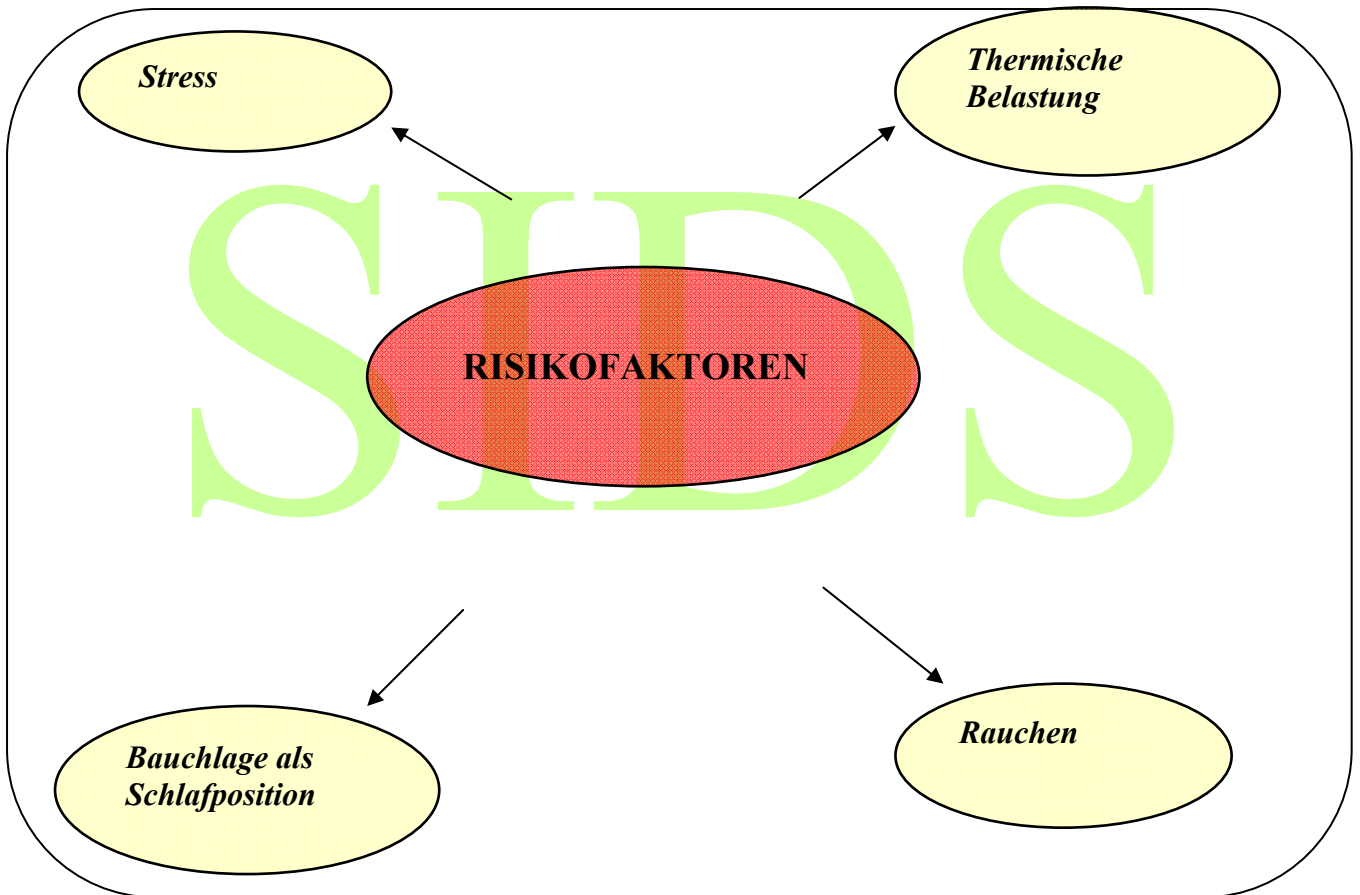 Stress
Thermische
Belastung
SIDS
RISIKOFAKTOREN
Bauchlage als
Schlafposition
Rauchen